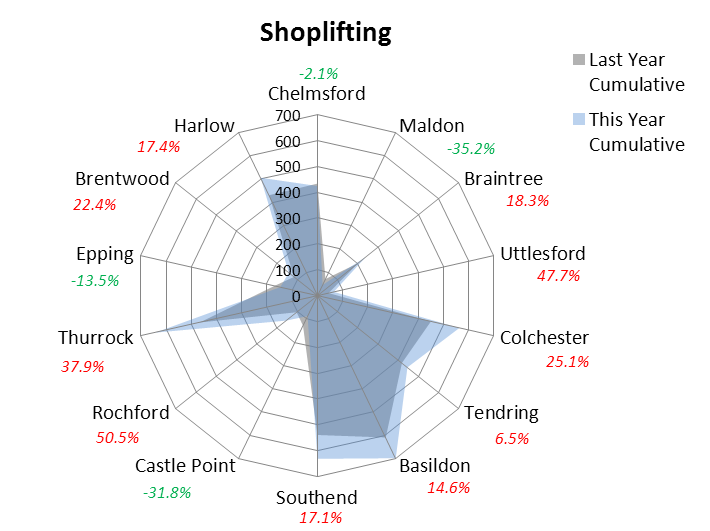 Shoplifting
Last Year
Cumulative
This Year
Cumulative
-2.1%
Chelmsford
Maldon
-35.2%
Braintree
18.3%
Uttlesford
47.7%
Colchester
25.1%
Tendring
6.5%
Basildon
14.6%
Southend
17.1%
Castle Point
-31.8%
Rochford
50.5%
Thurrock
37.9%
Epping
-13.5%
Brentwood
22.4%
Harlow
17.4%
700
600
500
400
300
200
100
0